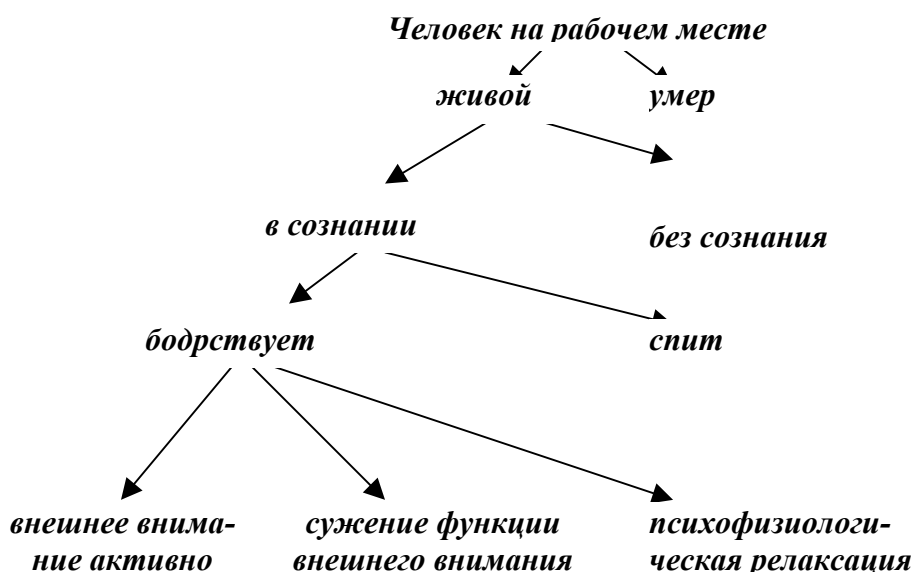 Человек на рабочем месте
живой умер
в сознании
без сознания
бодрствует спит
внешнее внима- сужение функции психофизиологи-
ние активно внешнего внимания ческая релаксация